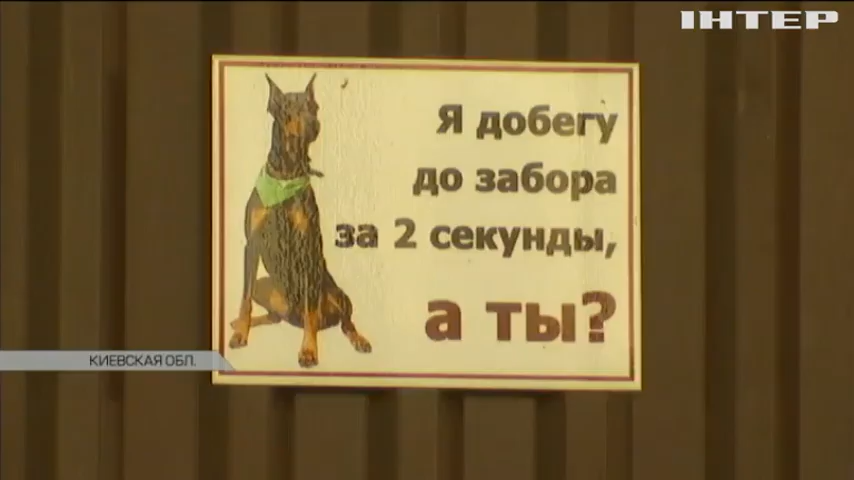 ІНТЕР
Я добегу
до забора
за 2 секунды,
а ты?
КИЕВСКАЯ ОБЛ.